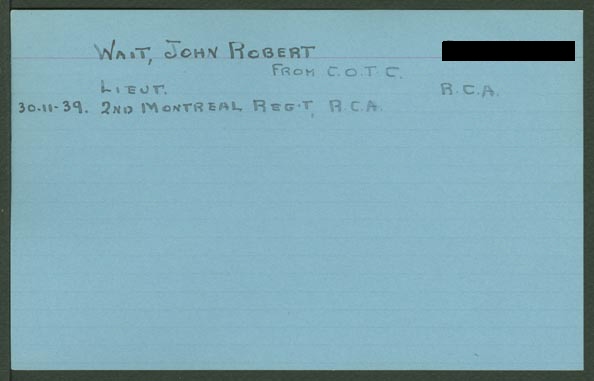 WAIT, JOHN ROBERT
FROM C.O.T.C.
LIEUT. R.C.A.
30-11-39. 2ND MONTREAL REG'T, R.C.A.